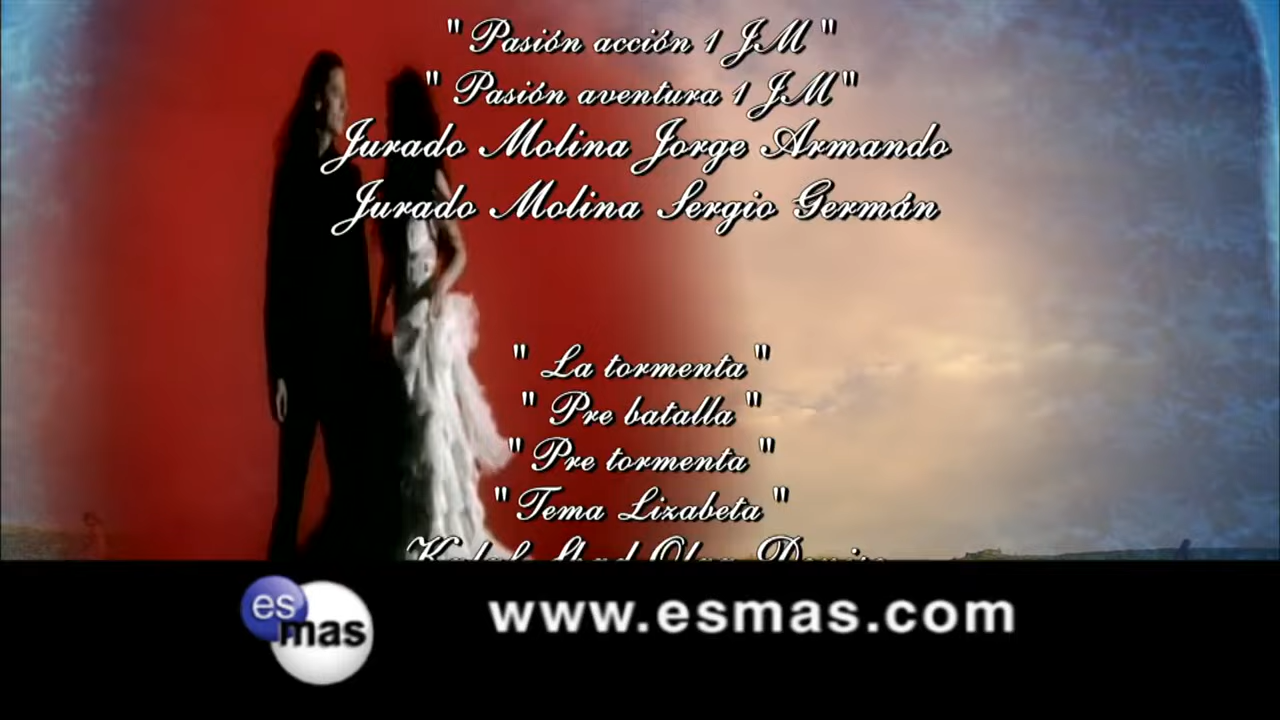 " Pasión acción 1 JM "
" Pasión aventura 1 JM "
Jurado Molina Jorge Armando
Jurado Molina Sergio Germán
" La tormenta "
" Pre batalla "
" Pre tormenta "
" Tema Lizabeta "
es
mas
www.esmas.com